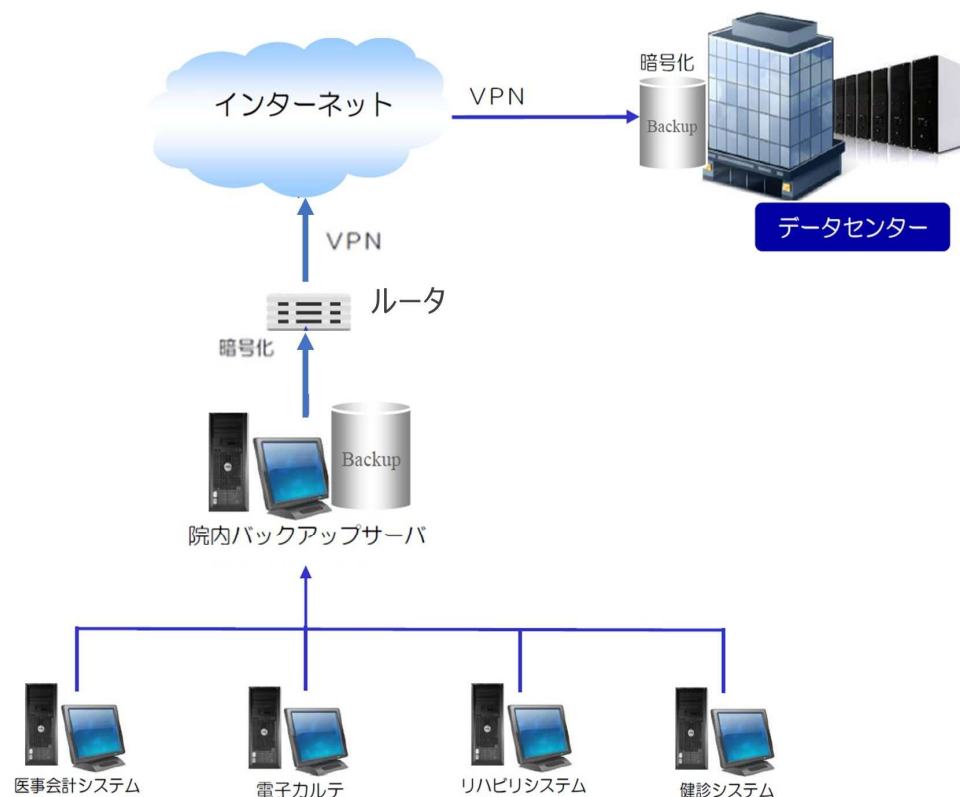 暗号化
インターネット
VPN
Backup
データセンター
VPN
ルータ
暗号化
Backup
院内バックアップサーバ
医事会計システム
電子カルテ
リハビリシステム
健診システム